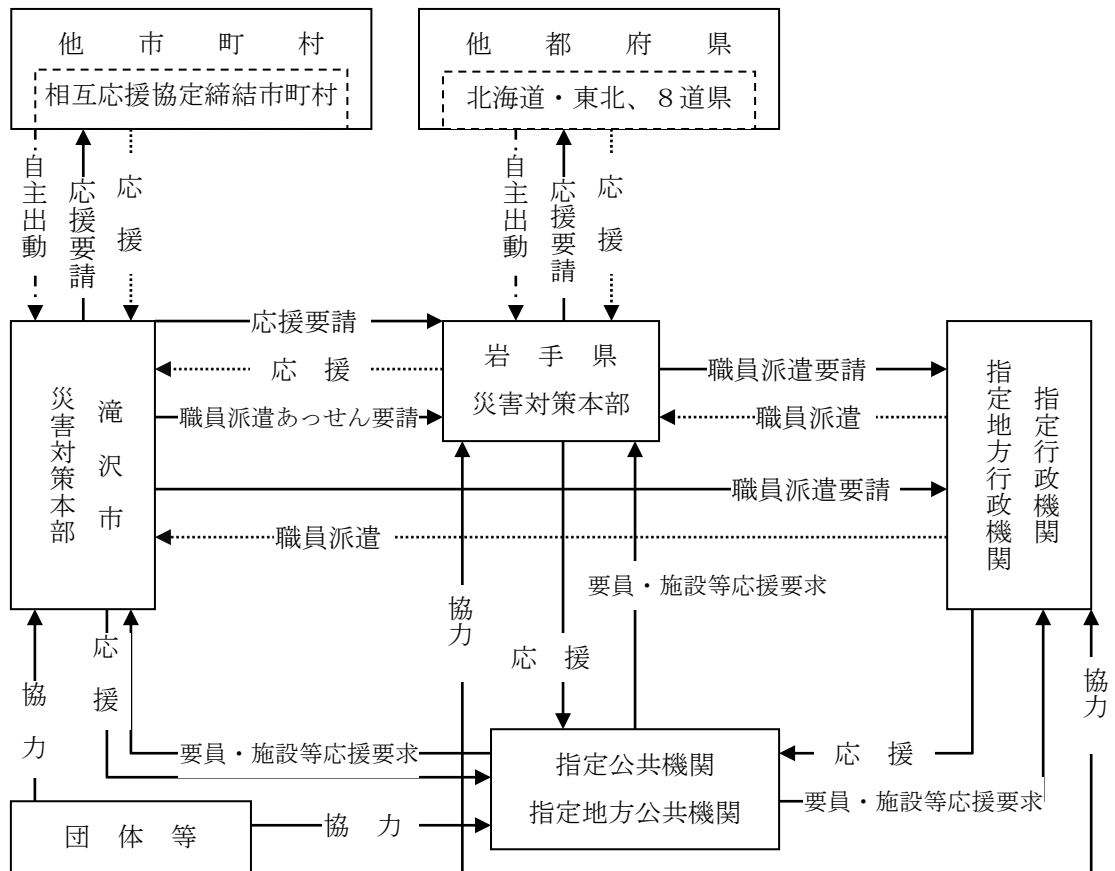 他　市　町　村
相互応援協定締結市町村
他　都　府　県
北海道・東北、８道県
自主出動
応援要請
応　援
自主出動
応援要請
応　援
滝　沢　市
災害対策本部
応援要請
応　援
職員派遣あっせん要請
岩　手　県
災害対策本部
職員派遣要請
職員派遣
職員派遣要請
職員派遣
指定行政機関
指定地方行政機関
協力
要員・施設等応援要求
応　援
応　援
協　力
協力
要員・施設等応援要求
指定公共機関
指定地方公共機関
応　援
要員・施設等応援要求
団　体　等
協　力